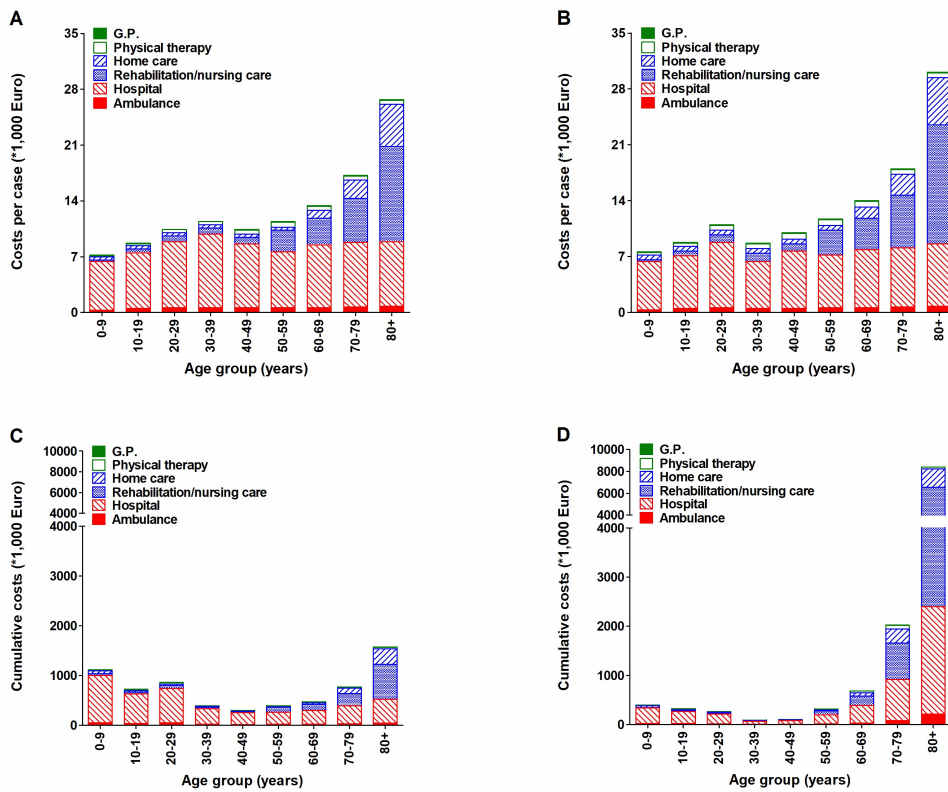 A
G.P.
Physical therapy
Home care
Rehabilitation/nursing care
Hospital
Ambulance
Costs per case (*1,000 Euro)
35
28
21
14
7
0
0-9
10-19
20-29
30-39
40-49
50-59
60-69
70-79
80+
Age group (years)
B
G.P.
Physical therapy
Home care
Rehabilitation/nursing care
Hospital
Ambulance
Costs per case (*1,000 Euro)
35
28
21
14
7
0
0-9
10-19
20-29
30-39
40-49
50-59
60-69
70-79
80+
Age group (years)
C
G.P.
Physical therapy
Home care
Rehabilitation/nursing care
Hospital
Ambulance
Cumulative costs (*1,000 Euro)
10000
8000
6000
4000
4000
3000
2000
1000
0
0-9
10-19
20-29
30-39
40-49
50-59
60-69
70-79
80+
Age group (years)
D
G.P.
Physical therapy
Home care
Rehabilitation/nursing care
Hospital
Ambulance
Cumulative costs (*1,000 Euro)
10000
8000
6000
4000
4000
3000
2000
1000
0
0-9
10-19
20-29
30-39
40-49
50-59
60-69
70-79
80+
Age group (years)